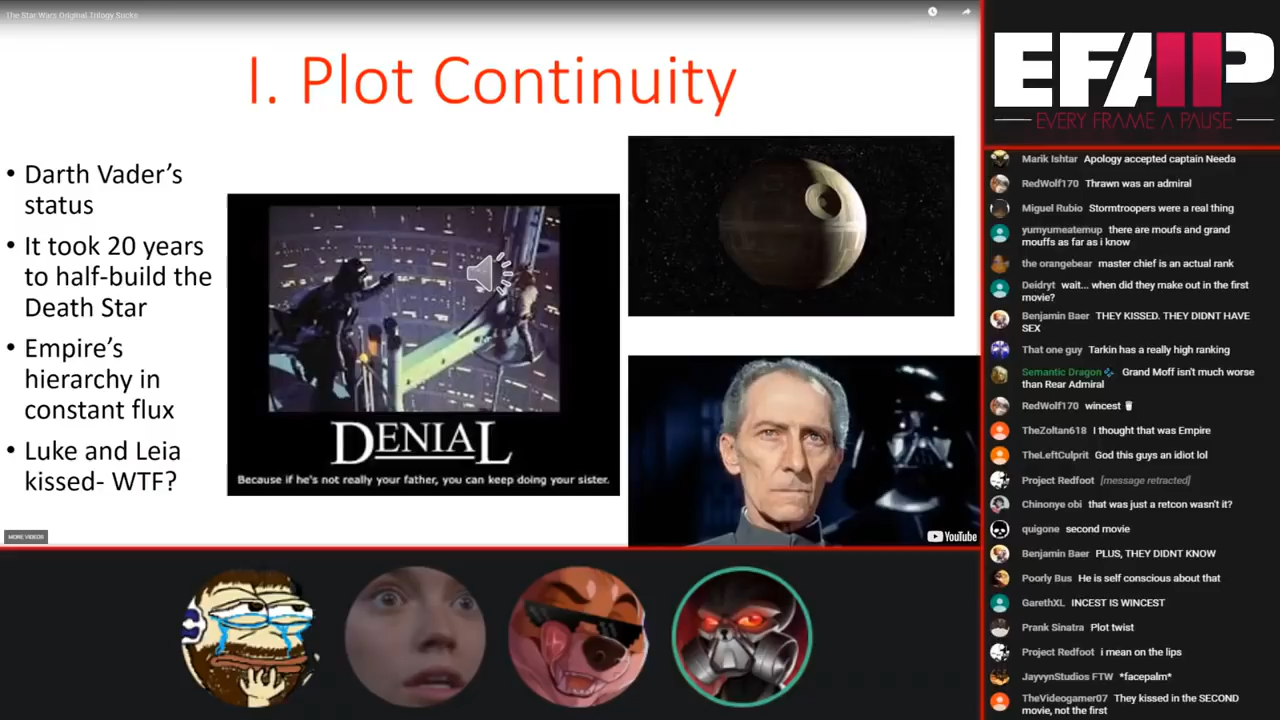 The Star Wars Original Trilogy Sucks
I. Plot Continuity
• Darth Vader's
status
• It took 20 years
to half-build the
Death Star
• Empire's
hierarchy in
constant flux
• Luke and Leia
kissed- WTF?
DENIAL
Because if he's not really your father, you can keep doing your sister.
MORE VIDEOS
YouTube
EFAP
EVERY FRAME A PAUSE
Marik Ishtar Apology accepted captain Needa
RedWolf170 Thrawn was an admiral
Miguel Rubio Stormtroopers were a real thing
yumyumeatemup there are moufs and grand
mouffs as far as i know
the orangebear master chief is an actual rank
Deidryt wait... when did they make out in the first
movie?
Benjamin Baer THEY KISSED. THEY DIDNT HAVE
SEX
That one guy Tarkin has a really high ranking
Semantic Dragon Grand Moff isn't much worse
than Rear Admiral
RedWolf170 wincest
TheZoltan618 I thought that was Empire
TheLeftCulprit God this guys an idiot lol
Project Redfoot [message retracted]
Chinonye obi that was just a retcon wasn't it?
quigone second movie
Benjamin Baer PLUS, THEY DIDNT KNOW
Poorly Bus He is self conscious about that
GarethXL INCEST IS WINCEST
Prank Sinatra Plot twist
Project Redfoot i mean on the lips
JayvynStudios FTW *facepalm*
TheVideogamer07 They kissed in the SECOND
movie, not the first